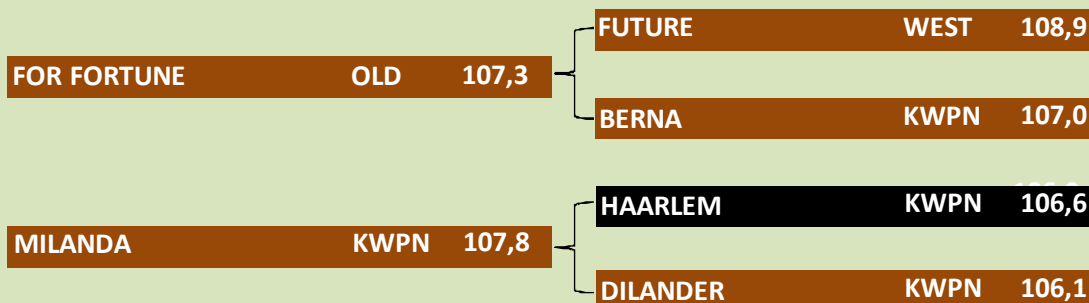 FUTURE WEST 108,9
FOR FORTUNE OLD 107,3
BERNA KWPN 107,0
HAARLEM KWPN 106,6
MILANDA KWPN 107,8
DILANDER KWPN 106,1